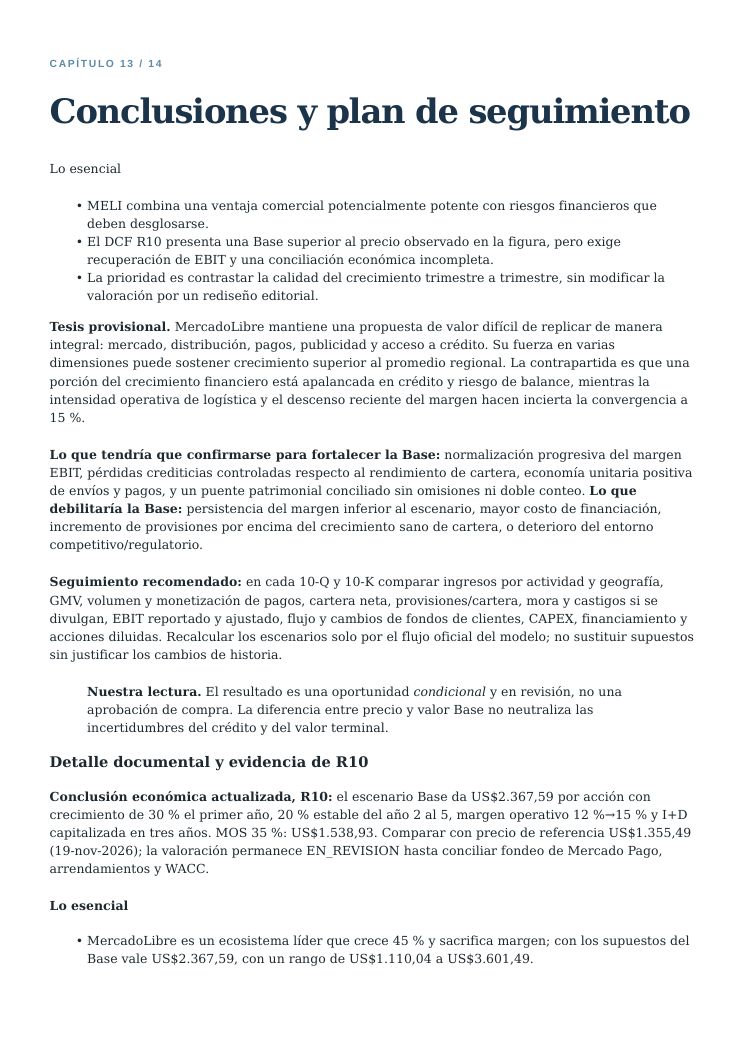 CAPÍTULO 13 / 14
Conclusiones y plan de seguimiento
Lo esencial
• MELI combina una ventaja comercial potencialmente potente con riesgos financieros que
deben desglosarse.
• El DCF R10 presenta una Base superior al precio observado en la figura, pero exige
recuperación de EBIT y una conciliación económica incompleta.
• La prioridad es contrastar la calidad del crecimiento trimestre a trimestre, sin modificar la
valoración por un rediseño editorial.
Tesis provisional. MercadoLibre mantiene una propuesta de valor difícil de replicar de manera
integral: mercado, distribución, pagos, publicidad y acceso a crédito. Su fuerza en varias
dimensiones puede sostener crecimiento superior al promedio regional. La contrapartida es que una
porción del crecimiento financiero está apalancada en crédito y riesgo de balance, mientras la
intensidad operativa de logística y el descenso reciente del margen hacen incierta la convergencia a
15 %.
Lo que tendría que confirmarse para fortalecer la Base: normalización progresiva del margen
EBIT, pérdidas crediticias controladas respecto al rendimiento de cartera, economía unitaria positiva
de envíos y pagos, y un puente patrimonial conciliado sin omisiones ni doble conteo. Lo que
debilitaría la Base: persistencia del margen inferior al escenario, mayor costo de financiación,
incremento de provisiones por encima del crecimiento sano de cartera, o deterioro del entorno
competitivo/regulatorio.
Seguimiento recomendado: en cada 10-Q y 10-K comparar ingresos por actividad y geografía,
GMV, volumen y monetización de pagos, cartera neta, provisiones/cartera, mora y castigos si se
divulgan, EBIT reportado y ajustado, flujo y cambios de fondos de clientes, CAPEX, financiamiento y
acciones diluidas. Recalcular los escenarios solo por el flujo oficial del modelo; no sustituir supuestos
sin justificar los cambios de historia.
Nuestra lectura. El resultado es una oportunidad condicional y en revisión, no una
aprobación de compra. La diferencia entre precio y valor Base no neutraliza las
incertidumbres del crédito y del valor terminal.
Detalle documental y evidencia de R10
Conclusión económica actualizada, R10: el escenario Base da US$2.367,59 por acción con
crecimiento de 30 % el primer año, 20 % estable del año 2 al 5, margen operativo 12 %→15 % y I+D
capitalizada en tres años. MOS 35 %: US$1.538,93. Comparar con precio de referencia US$1.355,49
(19-nov-2026); la valoración permanece EN_REVISION hasta conciliar fondeo de Mercado Pago,
arrendamientos y WACC.
Lo esencial
• MercadoLibre es un ecosistema líder que crece 45 % y sacrifica margen; con los supuestos del
Base vale US$2.367,59, con un rango de US$1.110,04 a US$3.601,49.